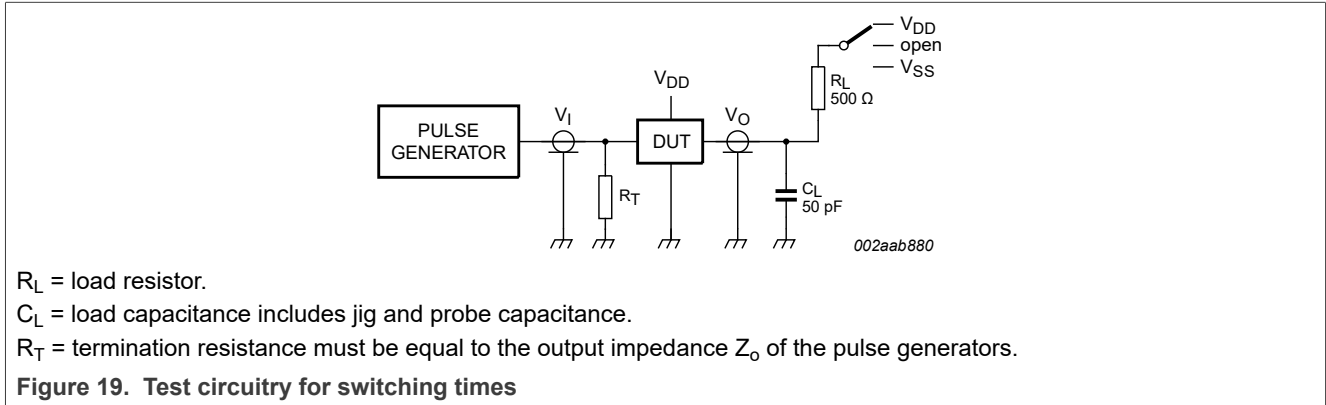 V_DD
open
V_SS
R_L
500 Ω
V_DD
V_I
V_O
PULSE
GENERATOR
DUT
R_T
C_L
50 pF
002aab880
R_L = load resistor.
C_L = load capacitance includes jig and probe capacitance.
R_T = termination resistance must be equal to the output impedance Z_o of the pulse generators.
Figure 19. Test circuitry for switching times